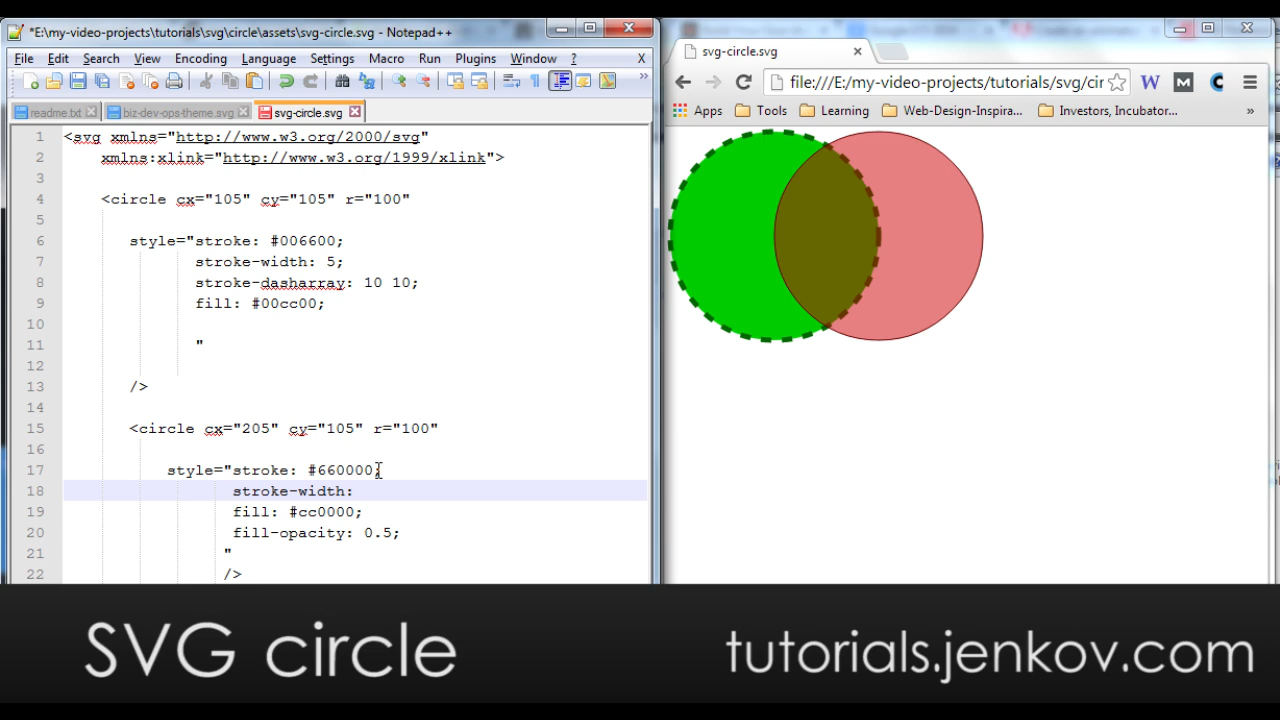 *E:\my-video-projects\tutorials\svg\circle\assets\svg-circle.svg - Notepad++
File Edit Search View Encoding Language Settings Macro Run Plugins Window ? X
»
readme.txt biz-dev-ops-theme.svg svg-circle.svg
1 <svg xmlns="http://www.w3.org/2000/svg"
2 xmlns:xlink="http://www.w3.org/1999/xlink">
3
4 <circle cx="105" cy="105" r="100"
5
6 style="stroke: #006600;
7 stroke-width: 5;
8 stroke-dasharray: 10 10;
9 fill: #00cc00;
10
11 "
12
13 />
14
15 <circle cx="205" cy="105" r="100"
16
17 style="stroke: #660000;
18 stroke-width:
19 fill: #cc0000;
20 fill-opacity: 0.5;
21 "
22 />
svg-circle.svg
file:///E:/my-video-projects/tutorials/svg/cir
W M C
Apps Tools Learning Web-Design-Inspira... Investors, Incubator... »
SVG circle
tutorials.jenkov.com